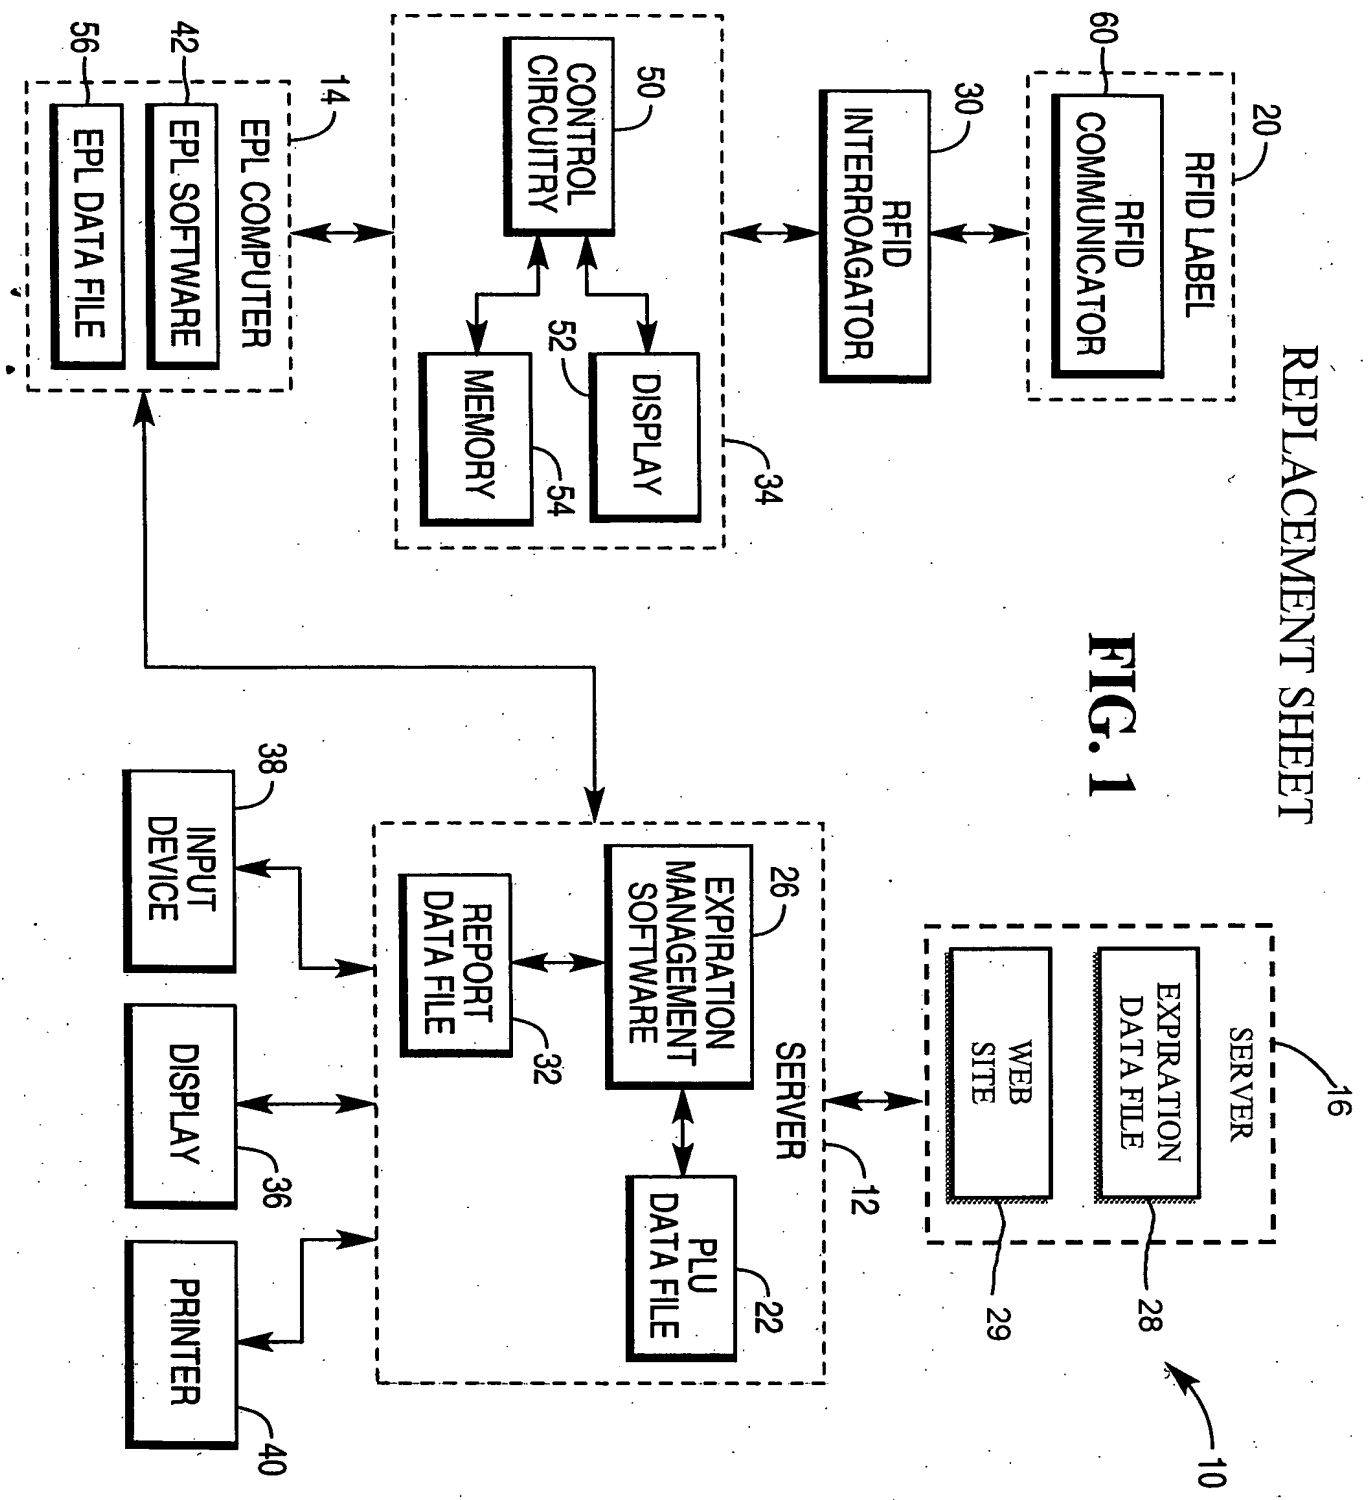 REPLACEMENT SHEET
FIG. 1
10
20
RFID LABEL
60
RFID
COMMUNICATOR
30
RFID
INTERROAGATOR
34
50
CONTROL
CIRCUITRY
DISPLAY
52
MEMORY
54
14
EPL COMPUTER
42
EPL SOFTWARE
56
EPL DATA FILE
16
SERVER
EXPIRATION
DATA FILE
28
WEB
SITE
29
SERVER
12
26
EXPIRATION
MANAGEMENT
SOFTWARE
PLU
DATA FILE
22
REPORT
DATA FILE
32
38
INPUT
DEVICE
DISPLAY
36
PRINTER
40